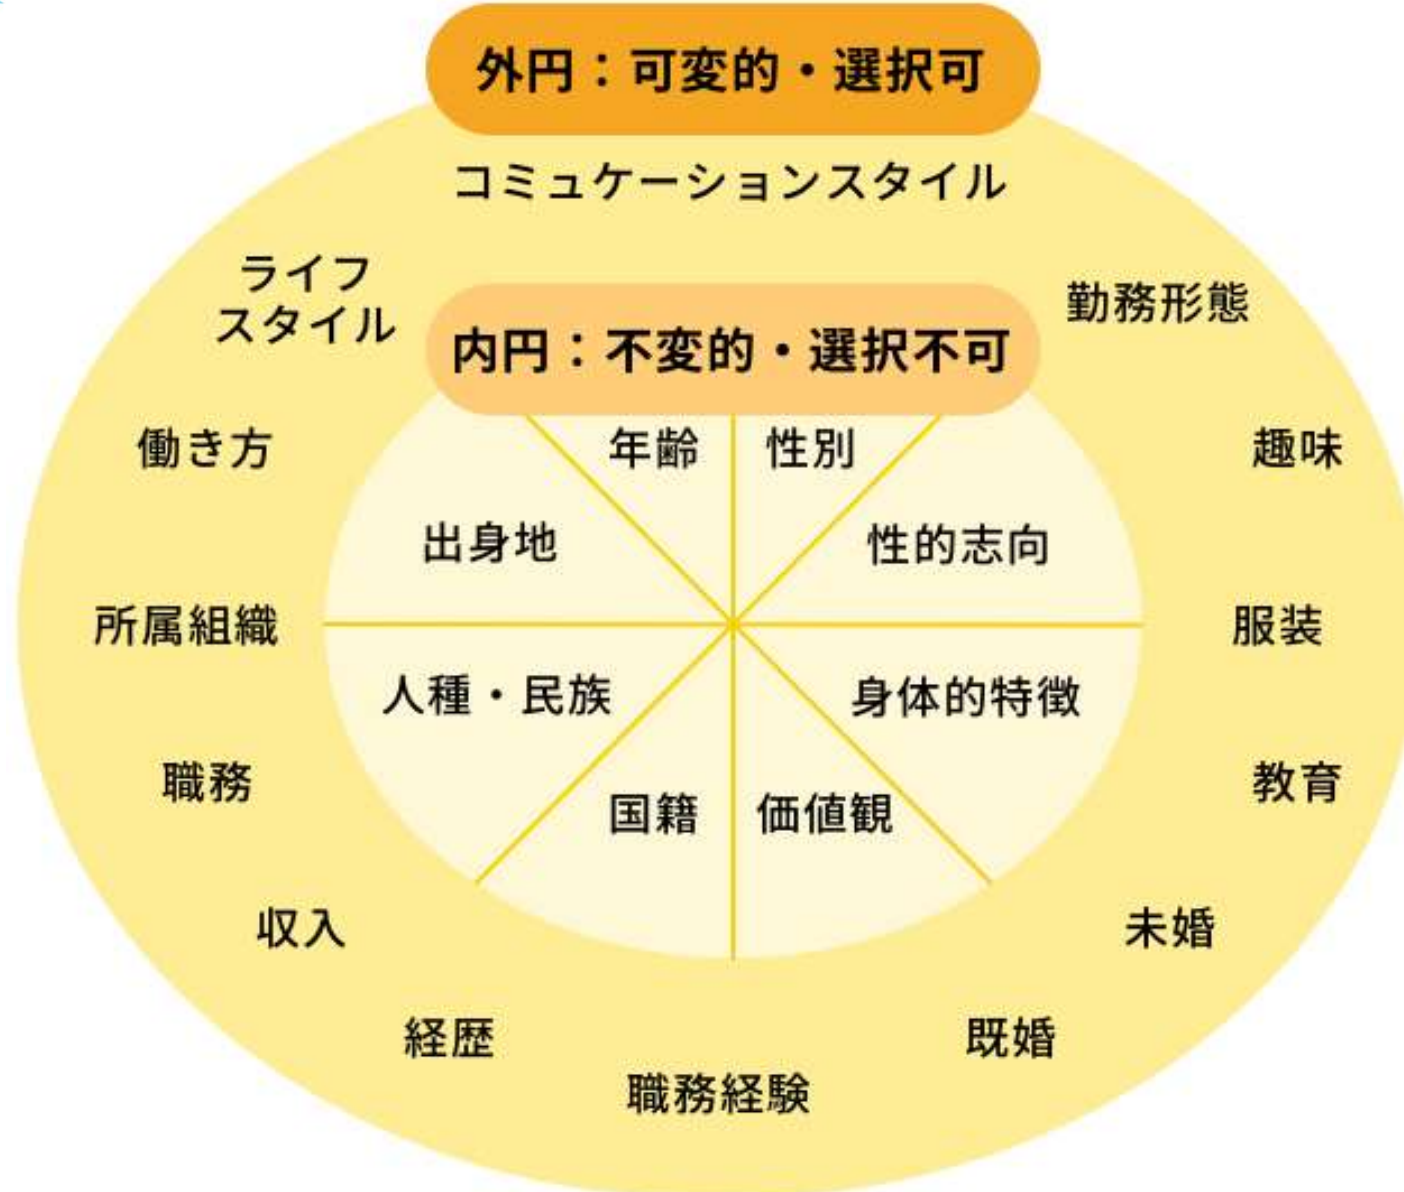 外円：可変的・選択可
コミュケーションスタイル
ライフ
スタイル
勤務形態
内円：不変的・選択不可
働き方
年齢
性別
趣味
出身地
性的志向
所属組織
服装
人種・民族
身体的特徴
職務
国籍
価値観
教育
収入
未婚
経歴
既婚
職務経験